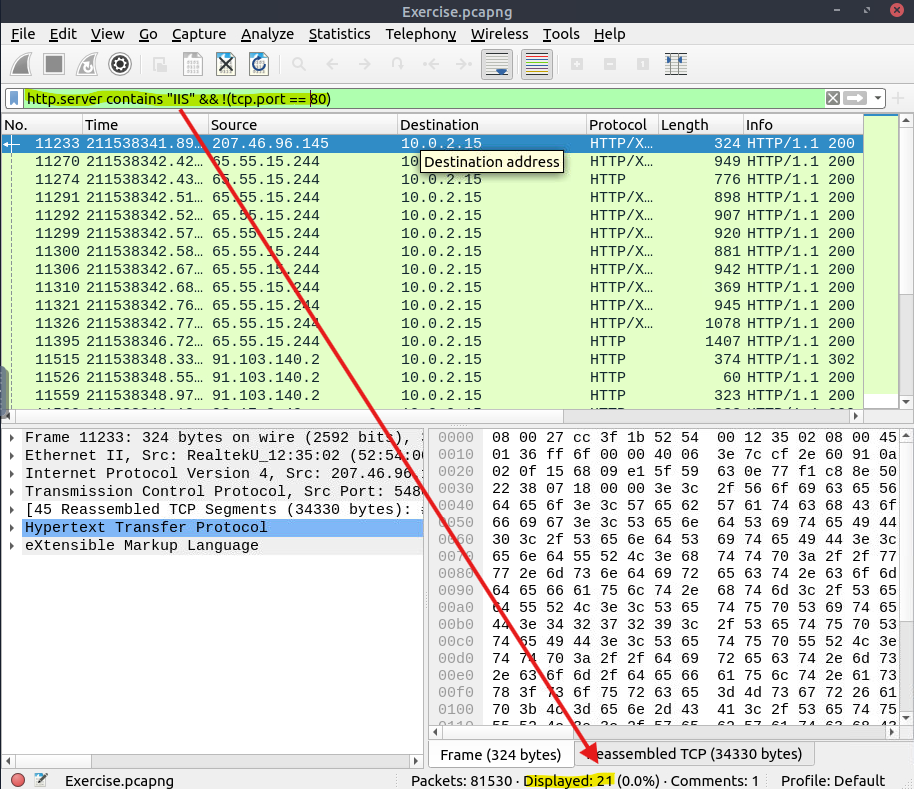 Exercise.pcapng
File Edit View Go Capture Analyze Statistics Telephony Wireless Tools Help
http.server contains "IIS" && !(tcp.port == 80)
No. Time Source Destination Protocol Length Info
11233 211538341.89… 207.46.96.145 10.0.2.15 HTTP/X… 324 HTTP/1.1 200
11270 211538342.42… 65.55.15.244 10 949 HTTP/1.1 200
Destination address
11274 211538342.43… 65.55.15.244 10.0.2.15 HTTP 776 HTTP/1.1 200
11291 211538342.51… 65.55.15.244 10.0.2.15 HTTP/X… 898 HTTP/1.1 200
11292 211538342.52… 65.55.15.244 10.0.2.15 HTTP/X… 907 HTTP/1.1 200
11299 211538342.57… 65.55.15.244 10.0.2.15 HTTP/X… 920 HTTP/1.1 200
11300 211538342.58… 65.55.15.244 10.0.2.15 HTTP/X… 881 HTTP/1.1 200
11306 211538342.67… 65.55.15.244 10.0.2.15 HTTP/X… 942 HTTP/1.1 200
11310 211538342.68… 65.55.15.244 10.0.2.15 HTTP/X… 369 HTTP/1.1 200
11321 211538342.76… 65.55.15.244 10.0.2.15 HTTP/X… 945 HTTP/1.1 200
11326 211538342.77… 65.55.15.244 10.0.2.15 HTTP/X… 1078 HTTP/1.1 200
11395 211538346.72… 65.55.15.244 10.0.2.15 HTTP 1407 HTTP/1.1 200
11515 211538348.33… 91.103.140.2 10.0.2.15 HTTP 374 HTTP/1.1 302
11526 211538348.55… 91.103.140.2 10.0.2.15 HTTP 60 HTTP/1.1 200
11559 211538348.97… 91.103.140.2 10.0.2.15 HTTP 323 HTTP/1.1 200
Frame 11233: 324 bytes on wire (2592 bits),
Ethernet II, Src: RealtekU_12:35:02 (52:54:0
Internet Protocol Version 4, Src: 207.46.96
Transmission Control Protocol, Src Port: 548
[45 Reassembled TCP Segments (34330 bytes):
Hypertext Transfer Protocol
eXtensible Markup Language
0000 08 00 27 cc 3f 1b 52 54 00 12 35 02 08 00 45
0010 01 36 ff 6f 00 00 40 06 3e 7c cf 2e 60 91 0a
0020 02 0f 15 68 09 e1 5f 59 63 0e 77 f1 c8 8e 50
0030 22 38 07 18 00 00 3e 3c 2f 56 6f 69 63 65 56
0040 64 65 6f 3e 3c 57 65 62 57 61 74 63 68 43 6f
0050 66 69 67 3e 3c 53 65 6e 64 53 69 74 65 49 44
0060 30 3c 2f 53 65 6e 64 53 69 74 65 49 44 3e 3c
0070 65 6e 64 55 52 4c 3e 68 74 74 70 3a 2f 2f 77
0080 77 2e 6d 73 6e 64 69 72 65 63 74 2e 63 6f 6d
0090 64 65 66 61 75 6c 74 2e 68 74 6d 3c 2f 53 65
00a0 64 55 52 4c 3e 3c 53 65 74 75 70 53 69 74 65
00b0 44 3e 34 32 37 32 39 3c 2f 53 65 74 75 70 53
00c0 74 65 49 44 3e 3c 53 65 74 75 70 55 52 4c 3e
00d0 74 74 70 3a 2f 2f 64 69 72 65 63 74 2e 6d 73
00e0 2e 63 6f 6d 2f 64 65 66 61 75 6c 74 2e 61 73
00f0 78 3f 73 6f 75 72 63 65 3d 4d 73 67 72 26 61
0100 70 3b 4c 3d 65 6e 2d 43 41 3c 2f 53 65 74 75
Frame (324 bytes) eassembled TCP (34330 bytes)
Exercise.pcapng Packets: 81530 · Displayed: 21 (0.0%) · Comments: 1 Profile: Default